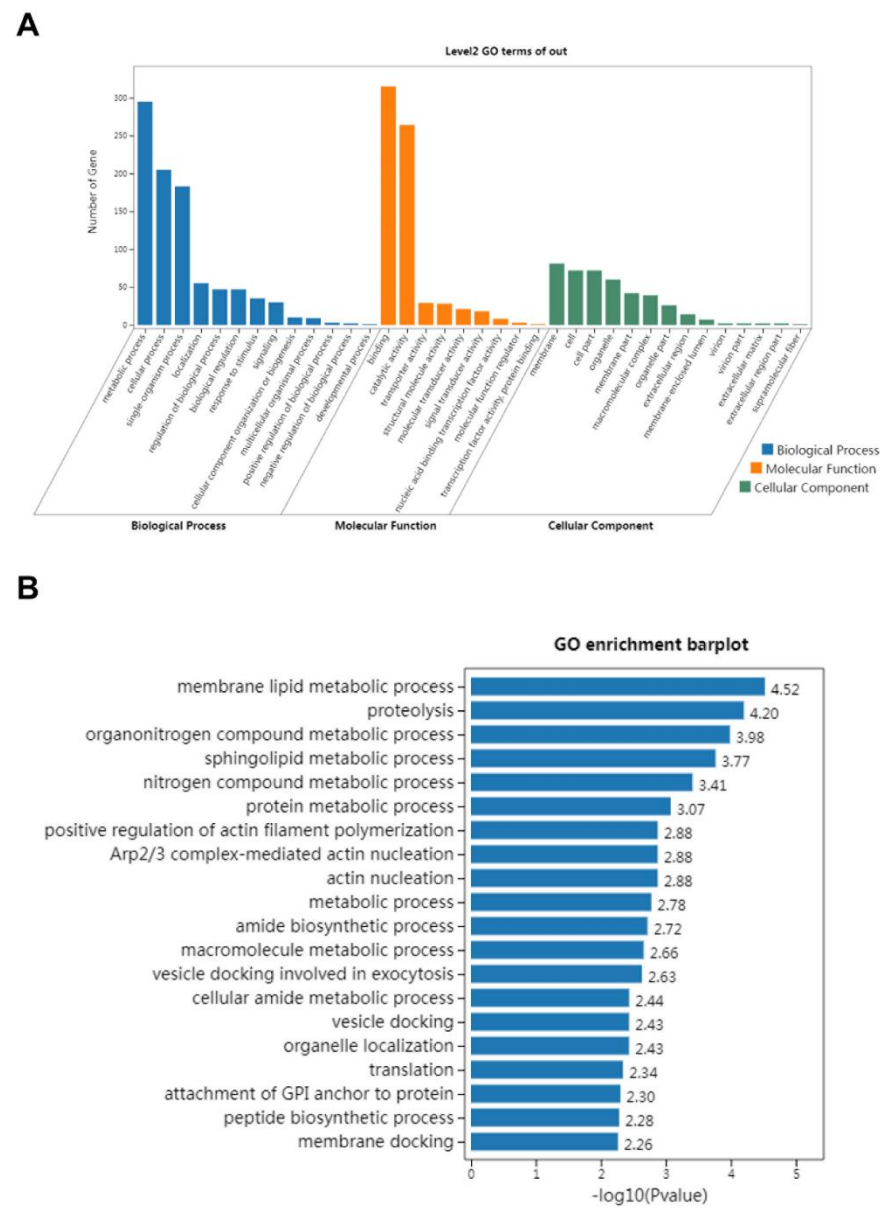 A
Level2 GO terms of out
Number of Gene
300
250
200
150
100
50
0
metabolic process
cellular process
single-organism process
localization
regulation of biological process
biological regulation
response to stimulus
signaling
cellular component organization or biogenesis
multicellular organismal process
positive regulation of biological process
negative regulation of biological process
developmental process
binding
catalytic activity
transporter activity
structural molecule activity
molecular transducer activity
signal transducer activity
nucleic acid binding transcription factor activity
molecular function regulator
transcription factor activity, protein binding
membrane
cell
cell part
organelle
membrane part
macromolecular complex
organelle part
extracellular region
membrane-enclosed lumen
virion
virion part
extracellular matrix
extracellular region part
supramolecular fiber
Biological Process
Molecular Function
Cellular Component
Biological Process
Molecular Function
Cellular Component
B
GO enrichment barplot
membrane lipid metabolic process 4.52
proteolysis 4.20
organonitrogen compound metabolic process 3.98
sphingolipid metabolic process 3.77
nitrogen compound metabolic process 3.41
protein metabolic process 3.07
positive regulation of actin filament polymerization 2.88
Arp2/3 complex-mediated actin nucleation 2.88
actin nucleation 2.88
metabolic process 2.78
amide biosynthetic process 2.72
macromolecule metabolic process 2.66
vesicle docking involved in exocytosis 2.63
cellular amide metabolic process 2.44
vesicle docking 2.43
organelle localization 2.43
translation 2.34
attachment of GPI anchor to protein 2.30
peptide biosynthetic process 2.28
membrane docking 2.26
0 1 2 3 4 5
-log10(Pvalue)